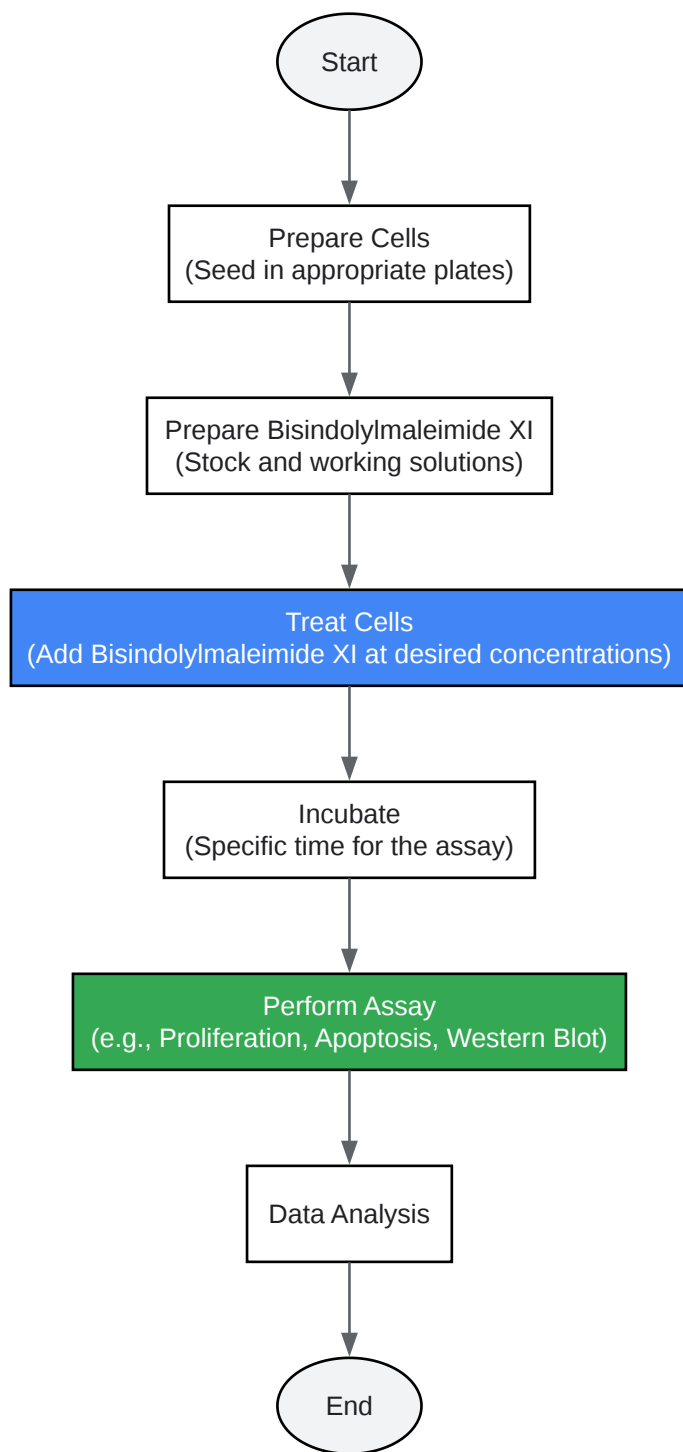 Start
Prepare Cells
(Seed in appropriate plates)
Prepare Bisindolylmaleimide XI
(Stock and working solutions)
Treat Cells
(Add Bisindolylmaleimide XI at desired concentrations)
Incubate
(Specific time for the assay)
Perform Assay
(e.g., Proliferation, Apoptosis, Western Blot)
Data Analysis
End